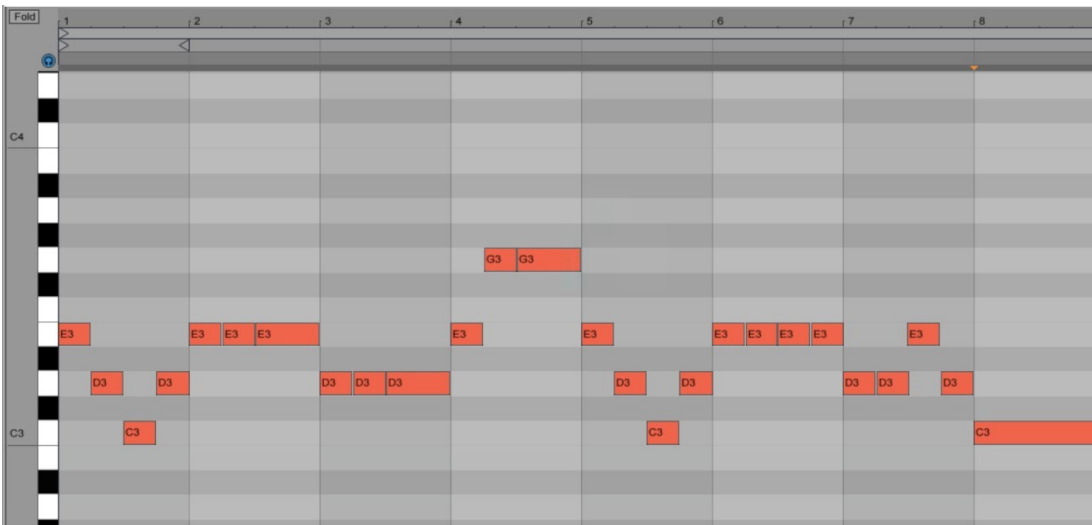 Fold 1 2 3 4 5 6 7 8
C4
G3 G3
E3 E3 E3 E3 E3 E3 E3 E3 E3 E3 E3
D3 D3 D3 D3 D3 D3 D3 D3 D3 D3
C3 C3 C3 C3